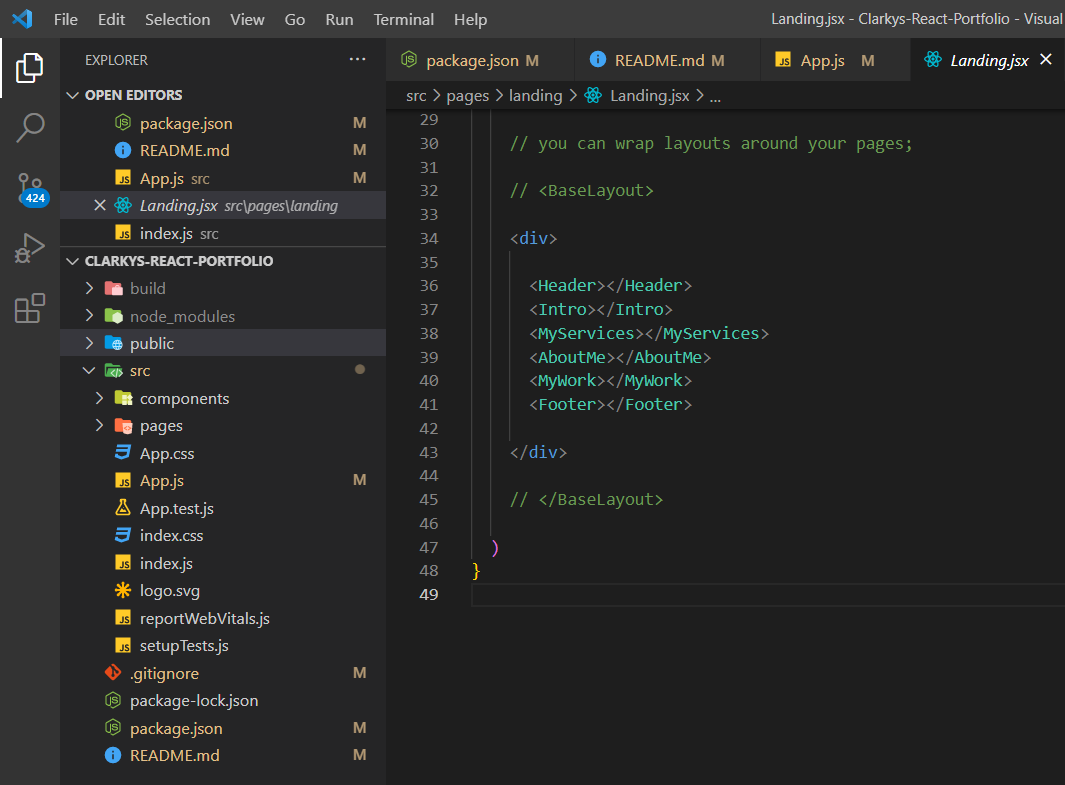 File Edit Selection View Go Run Terminal Help Landing.jsx - Clarkys-React-Portfolio - Visual
EXPLORER ...
OPEN EDITORS
package.json M
README.md M
App.js src M
Landing.jsx src\pages\landing
index.js src
424
CLARKYS-REACT-PORTFOLIO
build
node_modules
public
src
components
pages
App.css
App.js M
App.test.js
index.css
index.js
logo.svg
reportWebVitals.js
setupTests.js
.gitignore M
package-lock.json
package.json M
README.md M
package.json M README.md M App.js M Landing.jsx
src > pages > landing > Landing.jsx > ...
29
30 // you can wrap layouts around your pages;
31
32 // <BaseLayout>
33
34 <div>
35
36 <Header></Header>
37 <Intro></Intro>
38 <MyServices></MyServices>
39 <AboutMe></AboutMe>
40 <MyWork></MyWork>
41 <Footer></Footer>
42
43 </div>
44
45 // </BaseLayout>
46
47 )
48 }
49